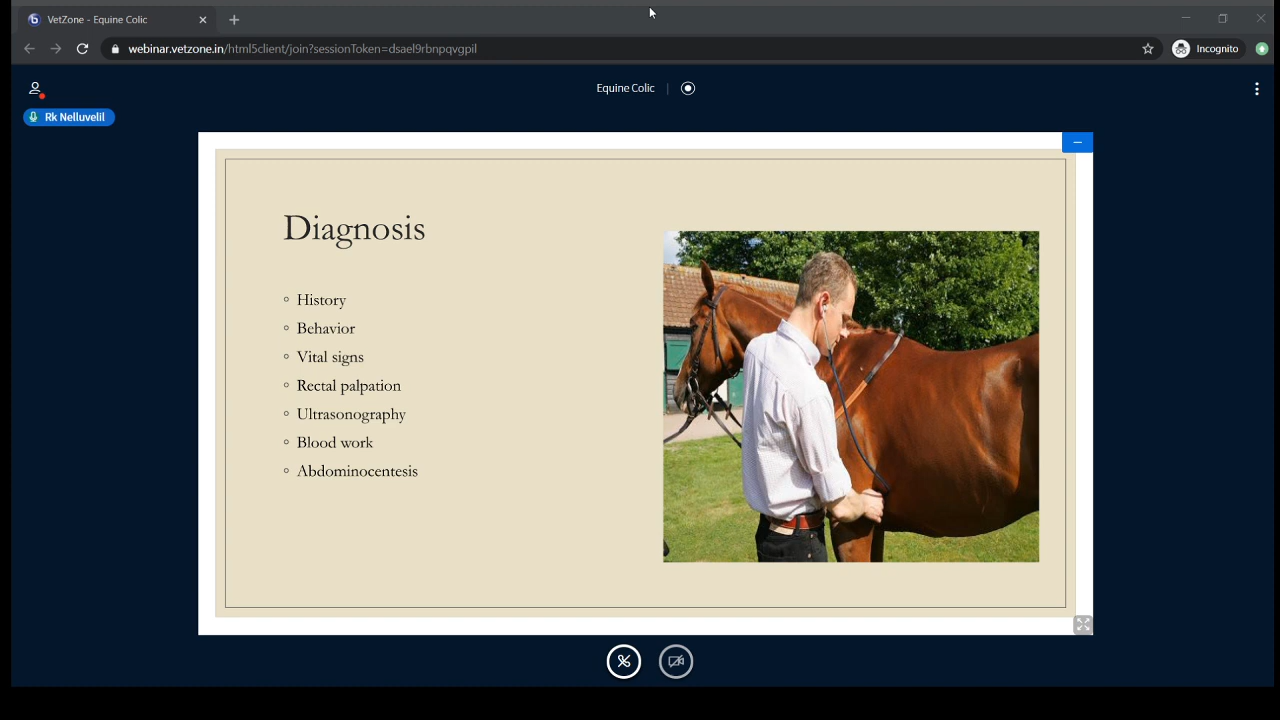 VetZone - Equine Colic
webinar.vetzone.in/html5client/join?sessionToken=dsael9rbnpqvgpil
Incognito
Equine Colic
Rk Nelluvelil
Diagnosis
History
Behavior
Vital signs
Rectal palpation
Ultrasonography
Blood work
Abdominocentesis